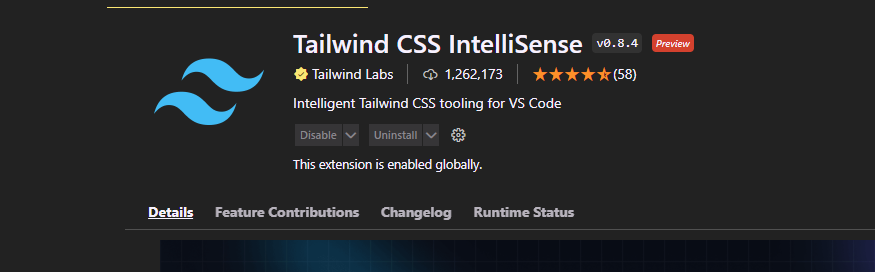 Tailwind CSS IntelliSense v0.8.4 Preview
Tailwind Labs 1,262,173 (58)
Intelligent Tailwind CSS tooling for VS Code
Disable Uninstall
This extension is enabled globally.
Details Feature Contributions Changelog Runtime Status